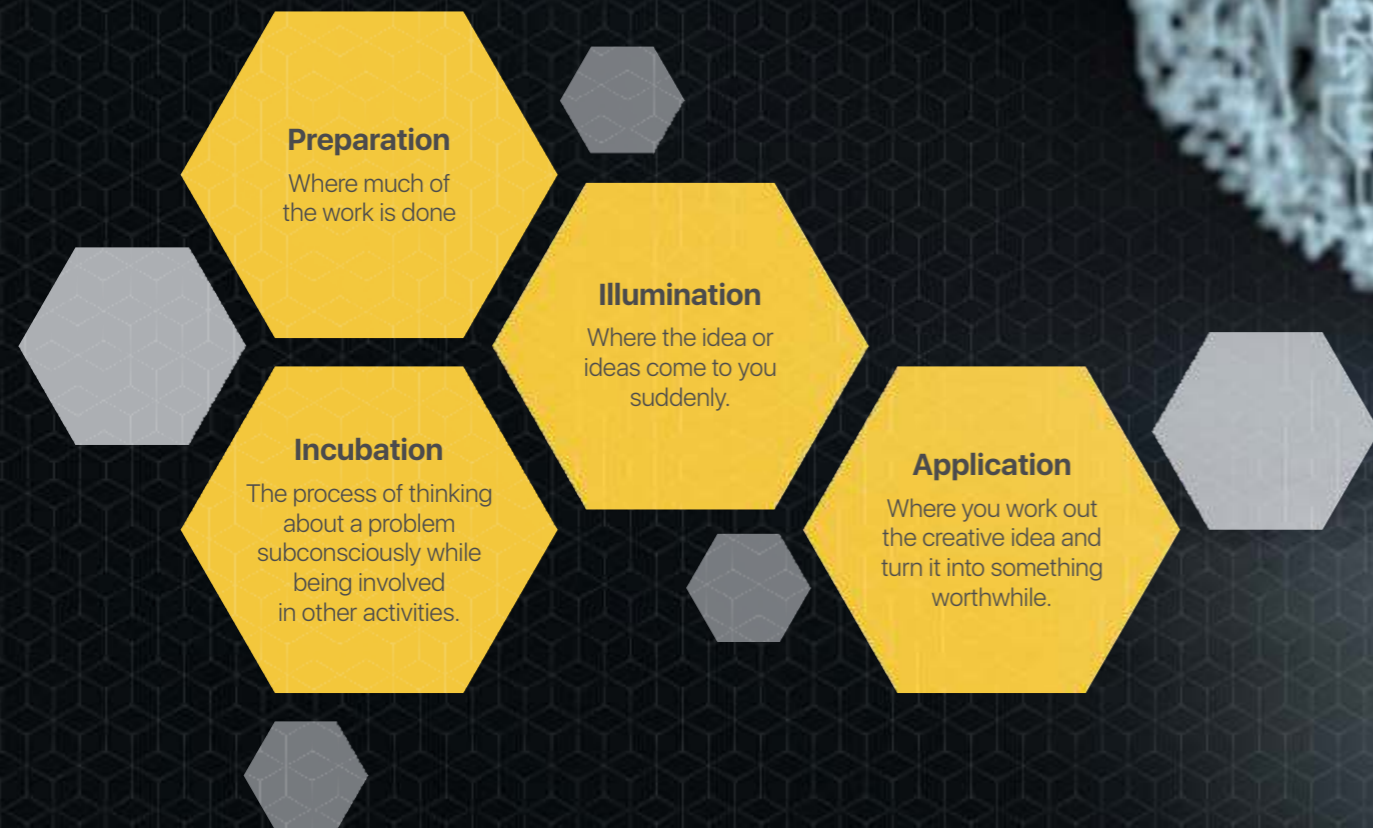 Preparation
Where much of
the work is done
Incubation
The process of thinking
about a problem
subconsciously while
being involved
in other activities.
Illumination
Where the idea or
ideas come to you
suddenly.
Application
Where you work out
the creative idea and
turn it into something
worthwhile.